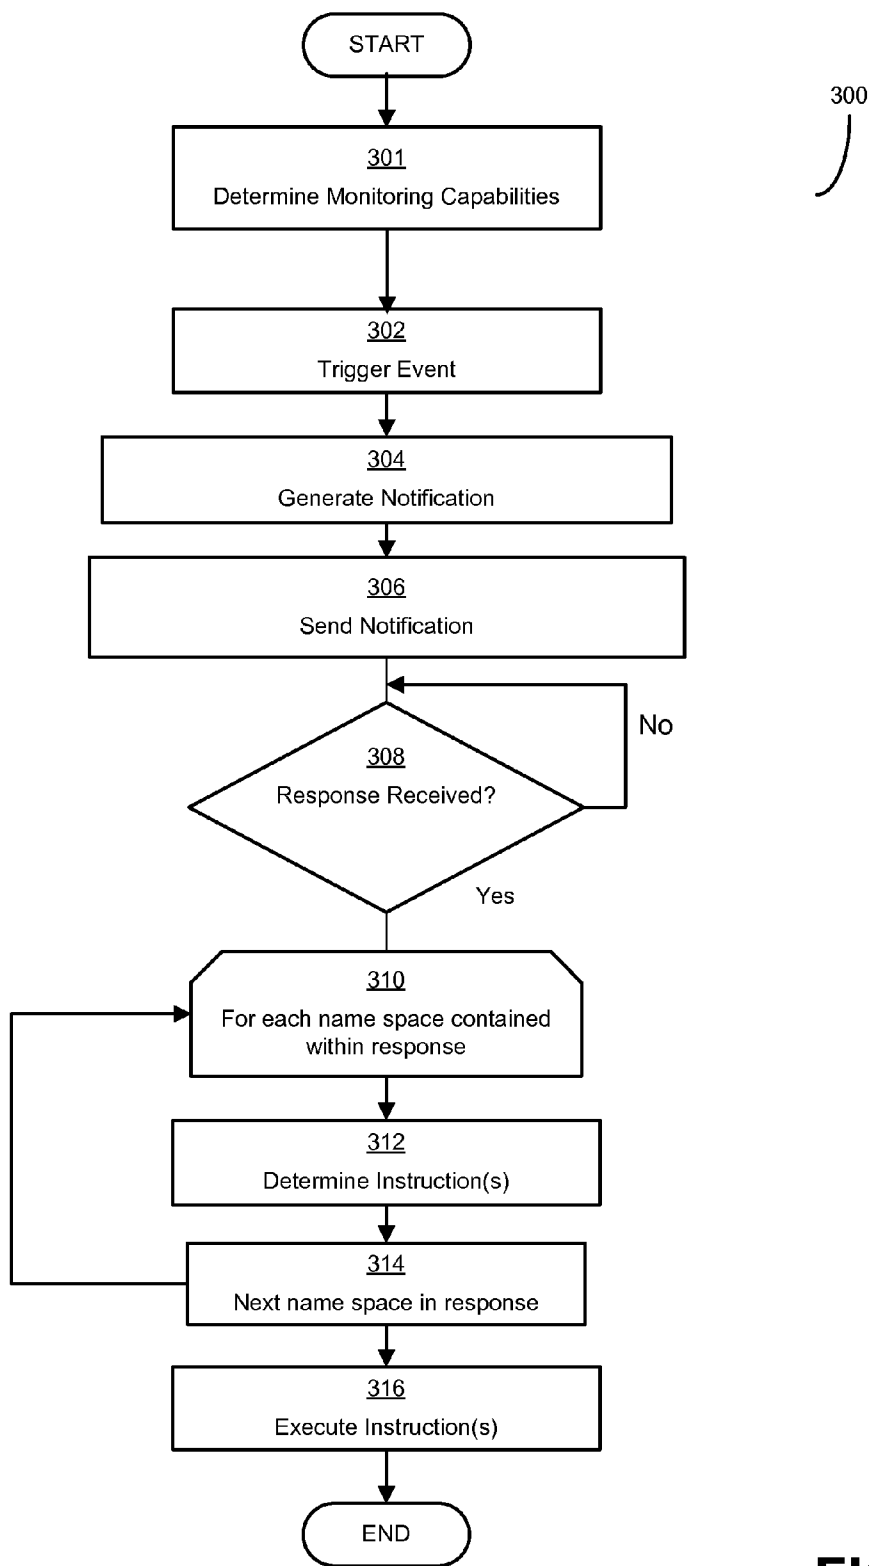 START
300
301
Determine Monitoring Capabilities
302
Trigger Event
304
Generate Notification
306
Send Notification
No
308
Response Received?
Yes
310
For each name space contained
within response
312
Determine Instruction(s)
314
Next name space in response
316
Execute Instruction(s)
END